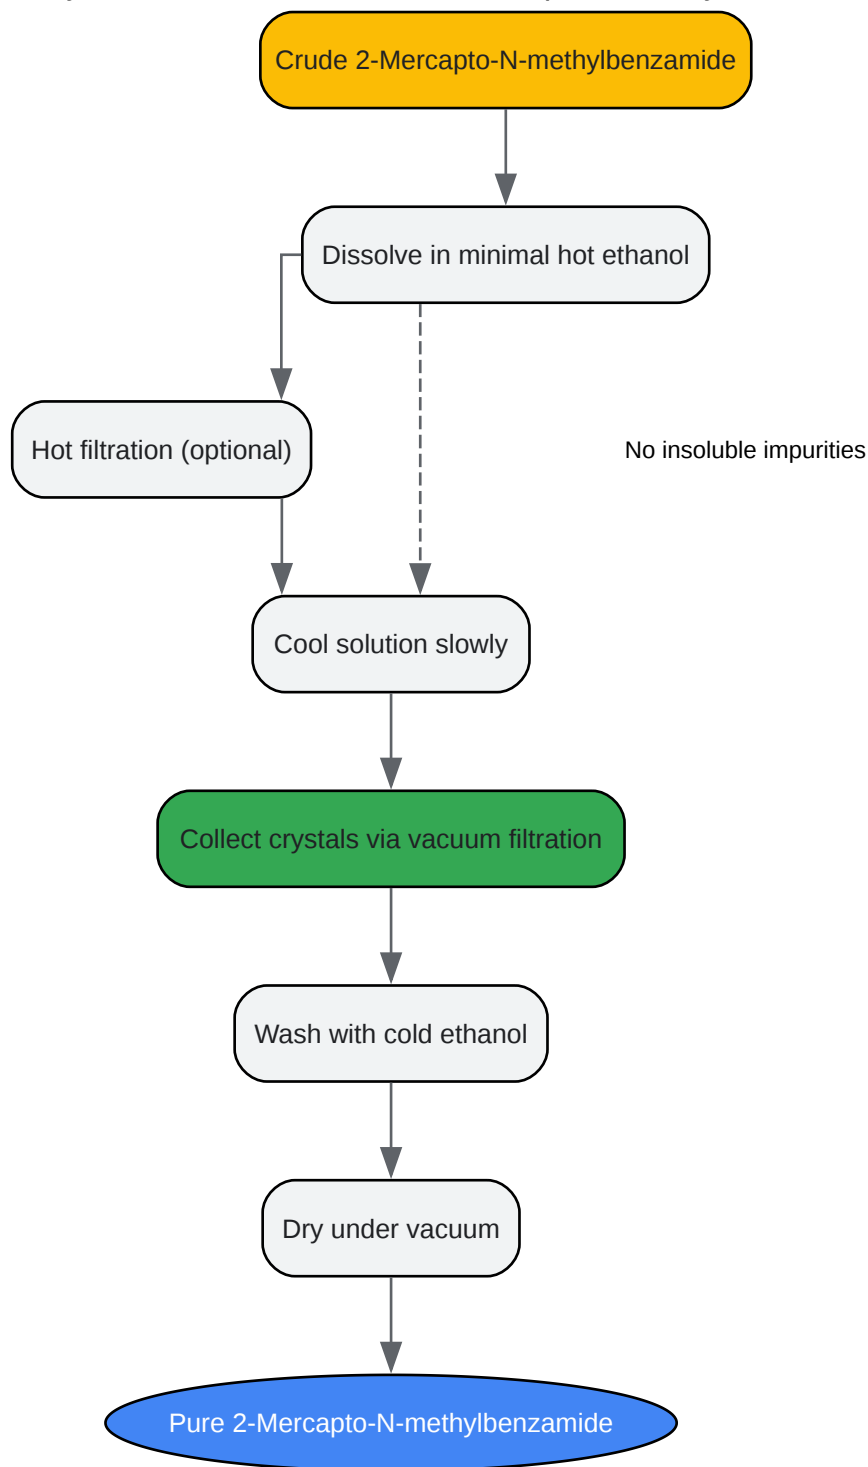 Crude 2-Mercapto-N-methylbenzamide
Dissolve in minimal hot ethanol
Hot filtration (optional)
No insoluble impurities
Cool solution slowly
Collect crystals via vacuum filtration
Wash with cold ethanol
Dry under vacuum
Pure 2-Mercapto-N-methylbenzamide